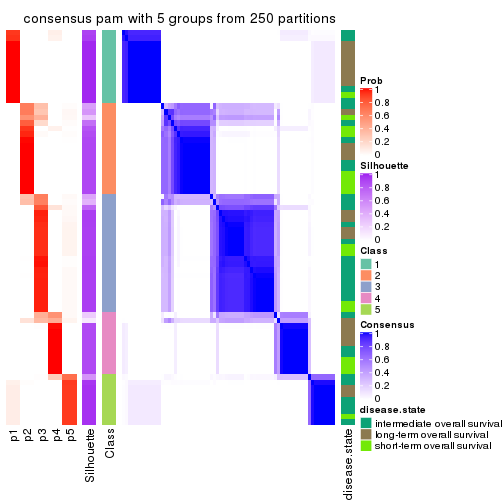 consensus pam with 5 groups from 250 partitions
Prob
1
0.8
0.6
0.4
0.2
0
Silhouette
1
0.8
0.6
0.4
0.2
0
Class
1
2
3
4
5
Consensus
1
0.8
0.6
0.4
0.2
0
disease.state
intermediate overall survival
long-term overall survival
short-term overall survival
p1
p2
p3
p4
p5
Silhouette
Class
disease.state